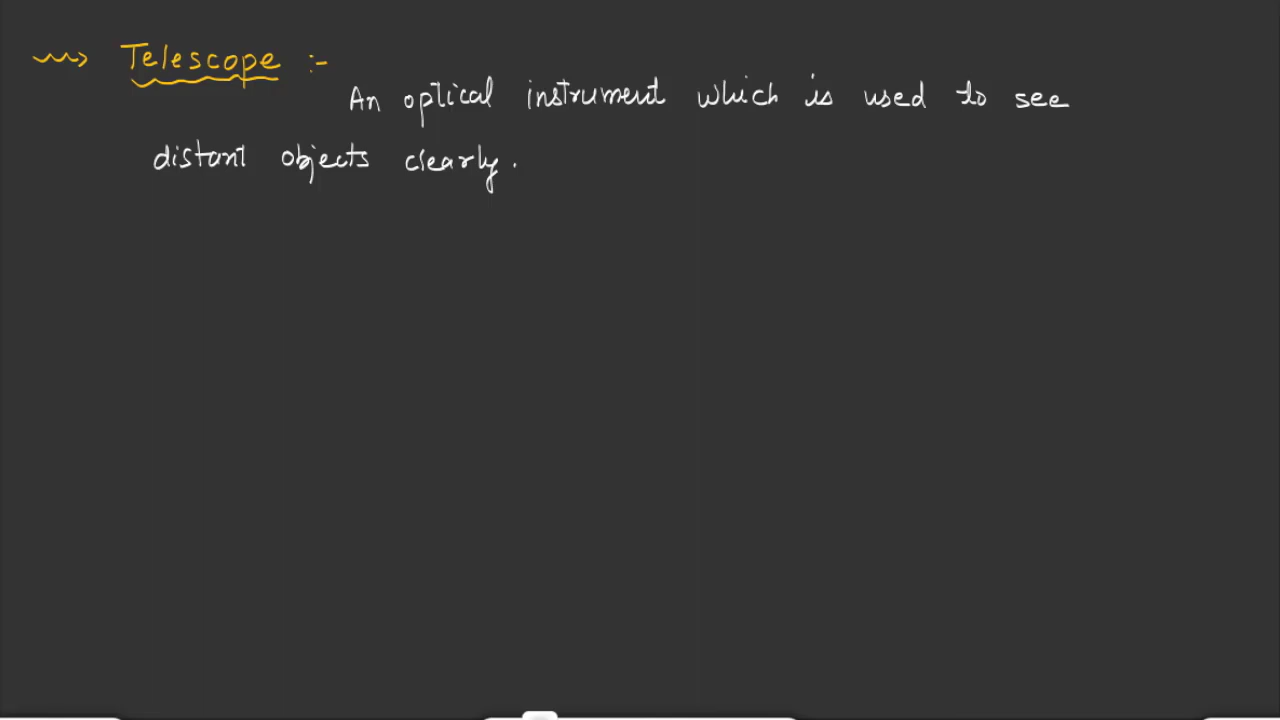 Telescope :-
An optical instrument which is used to see
distant objects clearly.